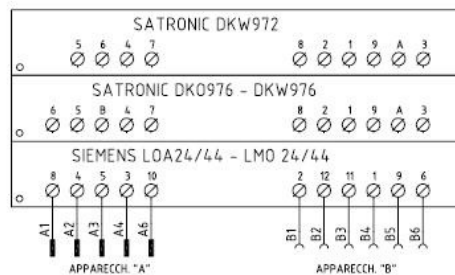 SATRONIC DKW972
5 6 4 7 8 2 1 9 A 3
SATRONIC DKO976 - DKW976
6 5 B 4 7 8 2 1 9 A 3
SIEMENS LOA24/44 - LMO 24/44
8 4 5 3 10 2 12 11 1 9 6
A1 A2 A3 A4 A6 B1 B2 B3 B4 B5 B6
APPARECCH. "A" APPARECCH. "B"